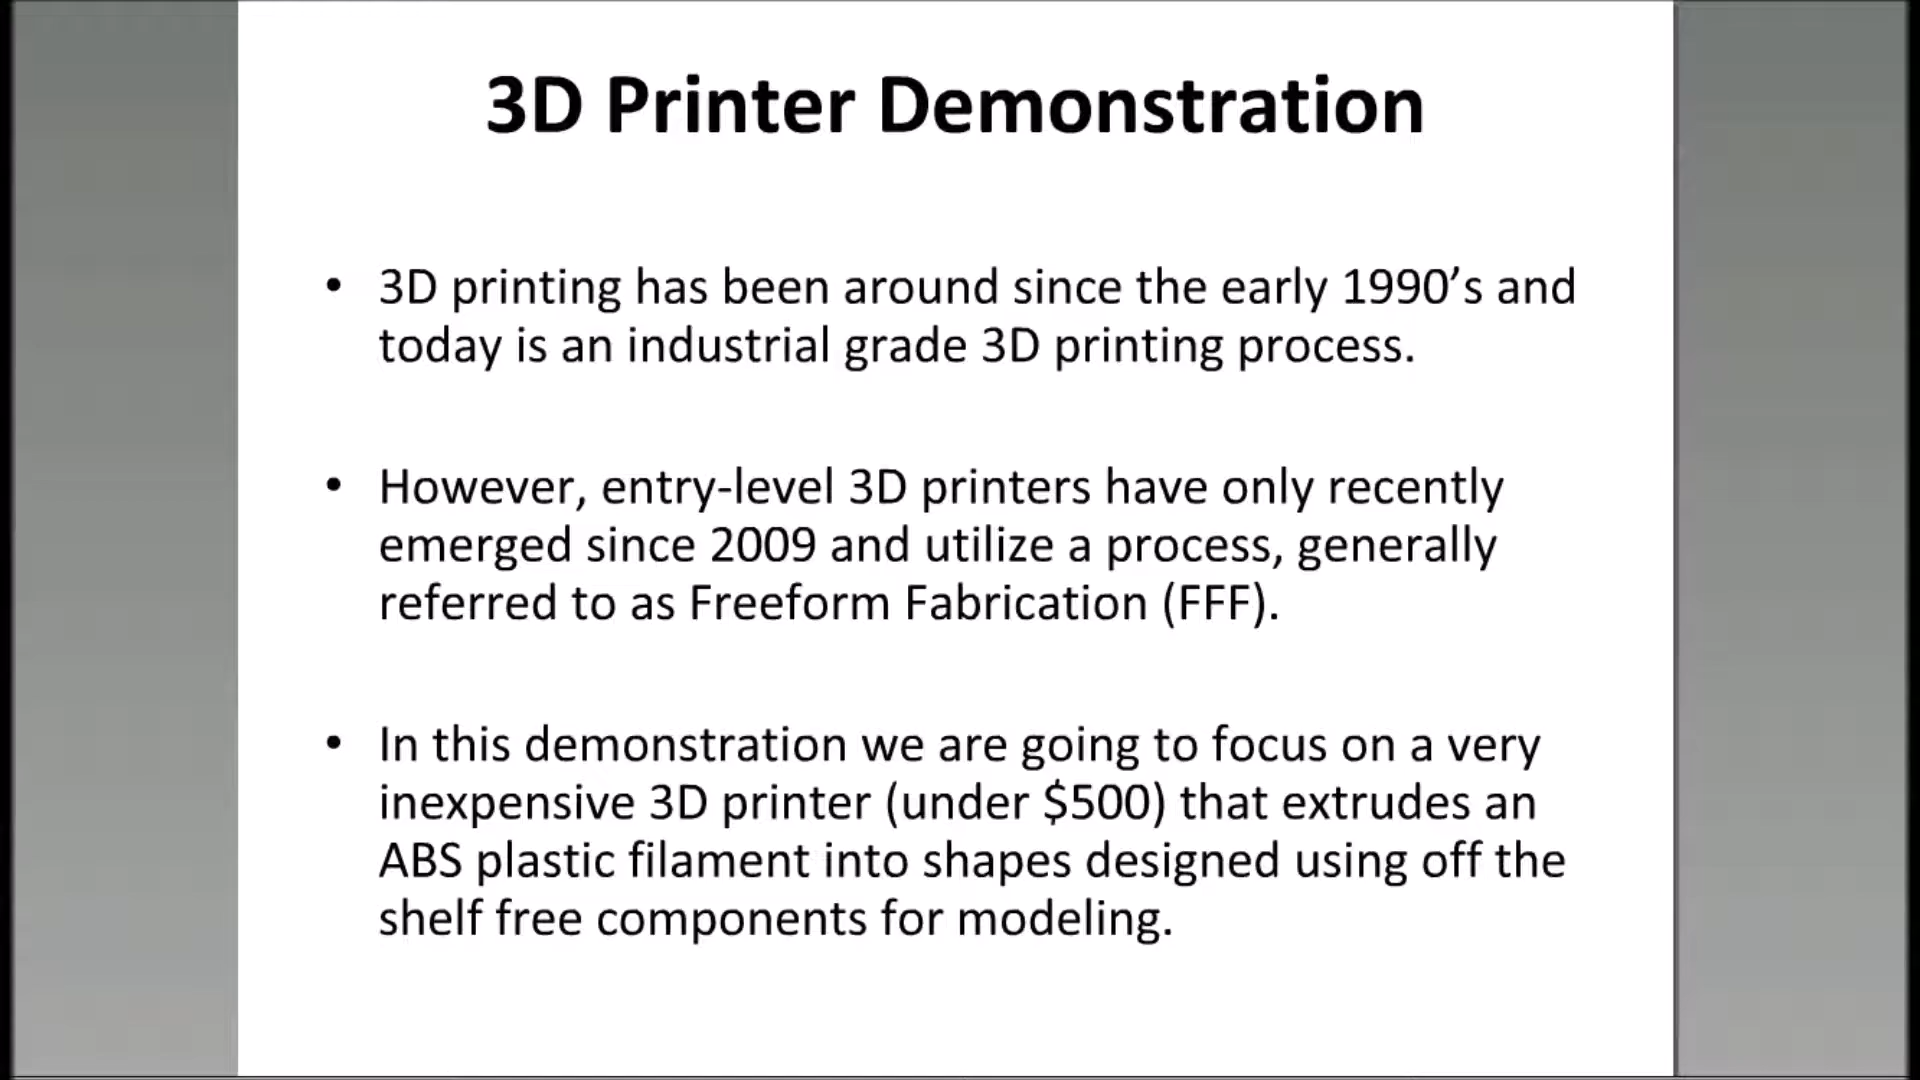 3D Printer Demonstration
• 3D printing has been around since the early 1990’s and
today is an industrial grade 3D printing process.
• However, entry-level 3D printers have only recently
emerged since 2009 and utilize a process, generally
referred to as Freeform Fabrication (FFF).
• In this demonstration we are going to focus on a very
inexpensive 3D printer (under $500) that extrudes an
ABS plastic filament into shapes designed using off the
shelf free components for modeling.